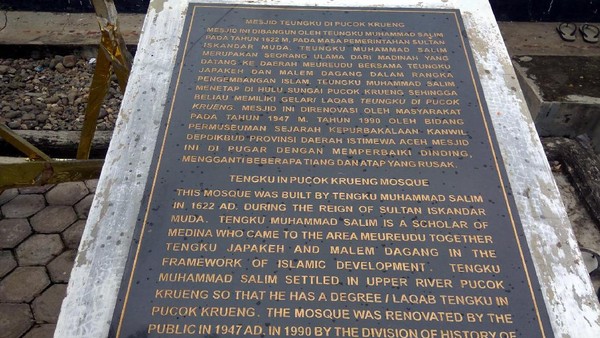 MESJID TEUNGKU DI PUCOK KRUENG
MESJID INI DIBANGUN OLEH TEUNGKU MUHAMMAD SALIM
PADA TAHUN 1622 M. PADA MASA PEMERINTAHAN SULTAN
ISKANDAR MUDA. TEUNGKU MUHAMMAD SALIM
MERUPAKAN SEORANG ULAMA DARI MADINAH YANG
DATANG KE DAERAH MEUREUDU BERSAMA TEUNGKU
JAPAKEH DAN MALEM DAGANG DALAM RANGKA
PENGEMBANGAN ISLAM. TEUNGKU MUHAMMAD SALIM
MENETAP DI HULU SUNGAI PUCOK KRUENG SEHINGGA
BELIAU MEMILIKI GELAR/ LAQAB TEUNGKU DI PUCOK
KRUENG. MESJID INI DIRENOVASI OLEH MASYARAKAT
PADA TAHUN 1947 M. TAHUN 1990 OLEH BIDANG
PERMUSEUMAN SEJARAH KEPURBAKALAAN. KANWIL
DEPDIKBUD PROVINSI DAERAH ISTIMEWA ACEH MESJID
INI DI PUGAR DENGAN MEMPERBAIKI DINDING,
MENGGANTI BEBERAPA TIANG DAN ATAP YANG RUSAK.
TENGKU IN PUCOK KRUENG MOSQUE
THIS MOSQUE WAS BUILT BY TENGKU MUHAMMAD SALIM
IN 1622 AD. DURING THE REIGN OF SULTAN ISKANDAR
MUDA. TENGKU MUHAMMAD SALIM IS A SCHOLAR OF
MEDINA WHO CAME TO THE AREA MEUREUDU TOGETHER
TENGKU JAPAKEH AND MALEM DAGANG IN THE
FRAMEWORK OF ISLAMIC DEVELOPMENT. TENGKU
MUHAMMAD SALIM SETTLED IN UPPER RIVER PUCOK
KRUENG SO THAT HE HAS A DEGREE / LAQAB TENGKU IN
PUCOK KRUENG. THE MOSQUE WAS RENOVATED BY THE
PUBLIC IN 1947 AD. IN 1990 BY THE DIVISION OF HISTORY OF